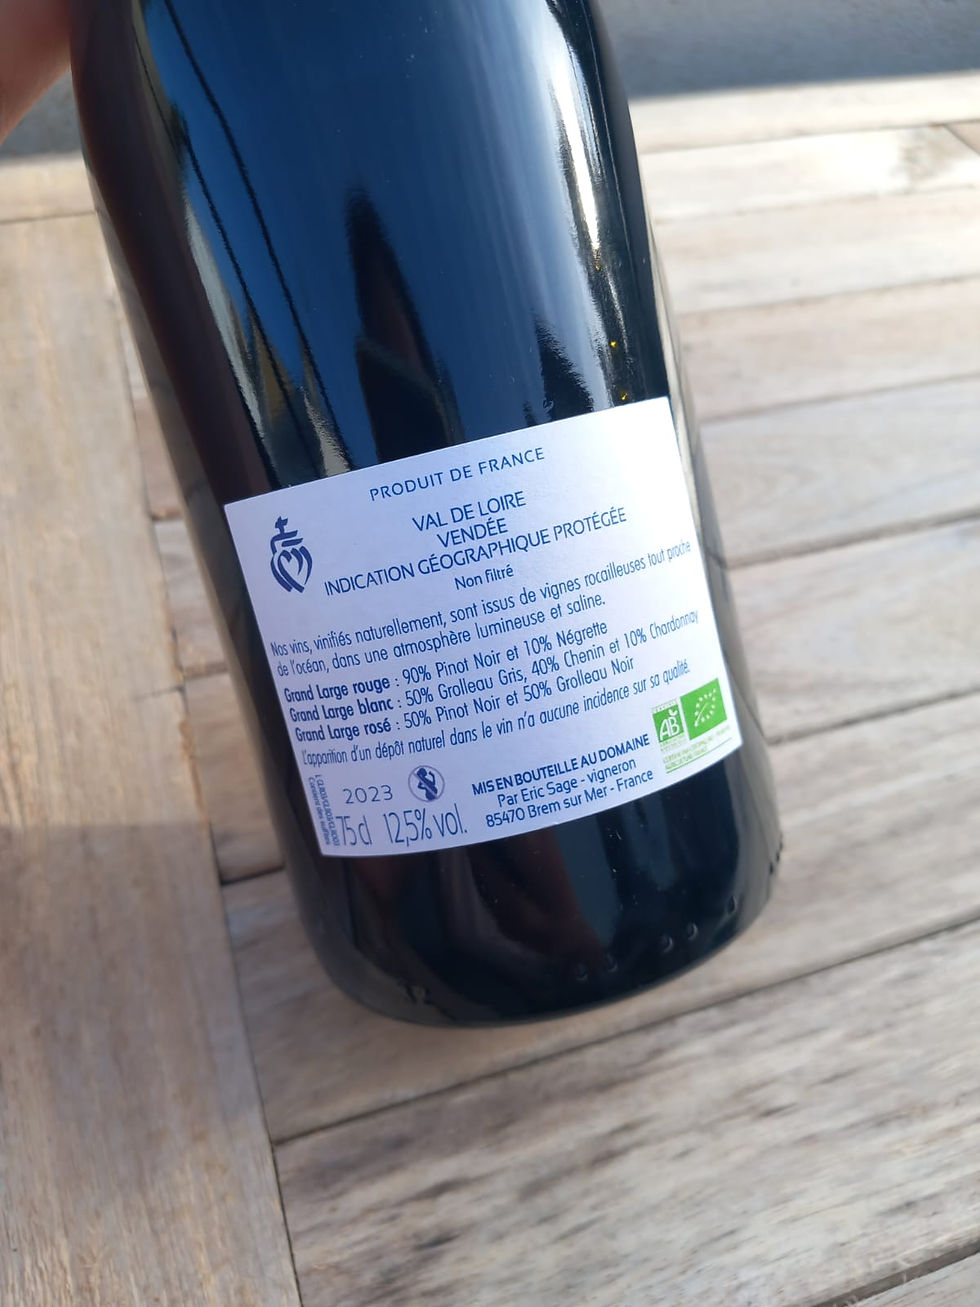 PRODUIT DE FRANCE
VAL DE LOIRE
VENDÉE
INDICATION GÉOGRAPHIQUE PROTÉGÉE
Non filtré
Nos vins, vinifiés naturellement, sont issus de vignes rocailleuses tout proche
de l'océan, dans une atmosphère lumineuse et saline.
Grand Large rouge : 90% Pinot Noir et 10% Négrette
Grand Large blanc : 50% Grolleau Gris, 40% Chenin et 10% Chardonnay
Grand Large rosé : 50% Pinot Noir et 50% Grolleau Noir
L'apparition d'un dépôt naturel dans le vin n'a aucune incidence sur sa qualité.
AB
2023
75cl 12,5% vol.
Contient des sulfites
MIS EN BOUTEILLE AU DOMAINE
Par Eric Sage - vigneron
85470 Brem sur Mer - France